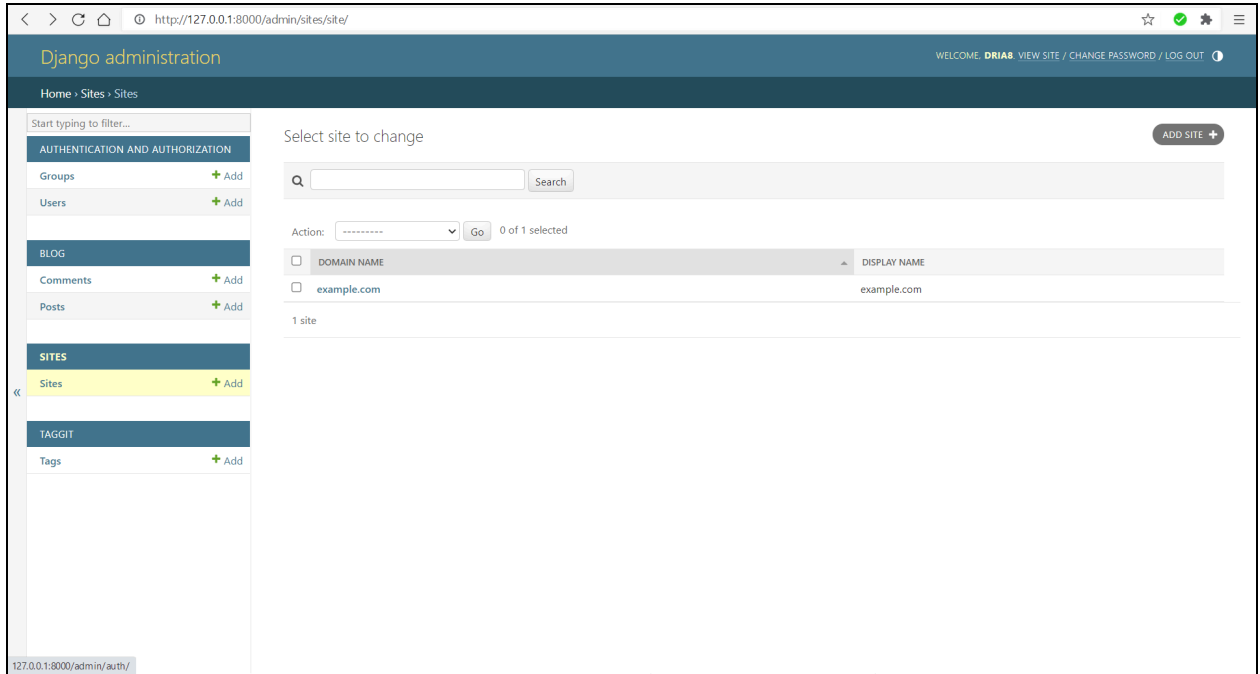 http://127.0.0.1:8000/admin/sites/site/
Django administration
WELCOME, DRIA8. VIEW SITE / CHANGE PASSWORD / LOG OUT
Home › Sites › Sites
Start typing to filter...
AUTHENTICATION AND AUTHORIZATION
Groups + Add
Users + Add
BLOG
Comments + Add
Posts + Add
SITES
Sites + Add
«
TAGGIT
Tags + Add
Select site to change
ADD SITE +
Search
Action: --------- Go 0 of 1 selected
DOMAIN NAME DISPLAY NAME
example.com example.com
1 site
127.0.0.1:8000/admin/auth/